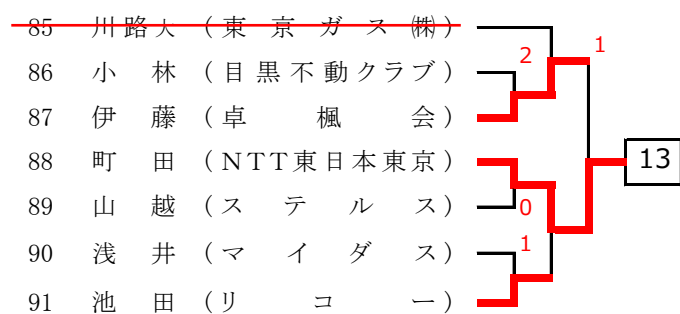 85 川路大 (東京ガス㈱)
2
1
86 小林 (目黒不動クラブ)
87 伊藤 (卓楓会)
88 町田 (NTT東日本東京)
13
89 山越 (ステルス)
0
90 浅井 (マイダス)
1
91 池田 (リコー)